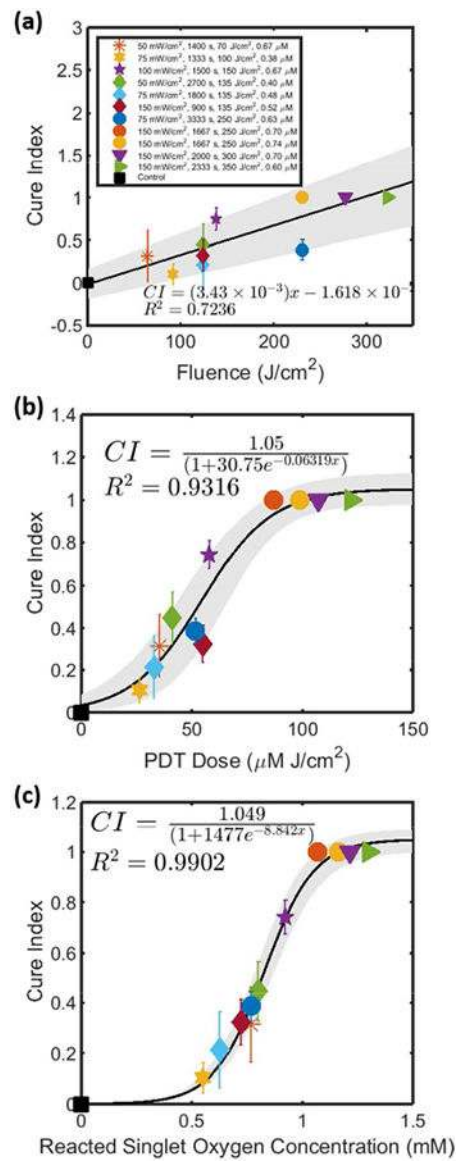 (a)
3
2.5
2
1.5
1
0.5
0
-0.5
Cure Index
50 mW/cm², 1400 s, 70 J/cm², 0.67 μM
75 mW/cm², 1333 s, 100 J/cm², 0.38 μM
100 mW/cm², 1500 s, 150 J/cm², 0.67 μM
50 mW/cm², 2700 s, 135 J/cm², 0.40 μM
75 mW/cm², 1800 s, 135 J/cm², 0.48 μM
150 mW/cm², 900 s, 135 J/cm², 0.52 μM
75 mW/cm², 3333 s, 250 J/cm², 0.63 μM
150 mW/cm², 1667 s, 250 J/cm², 0.70 μM
150 mW/cm², 1667 s, 250 J/cm², 0.74 μM
150 mW/cm², 2000 s, 300 J/cm², 0.70 μM
150 mW/cm², 2333 s, 350 J/cm², 0.60 μM
Control
CI = (3.43 × 10⁻³)x − 1.618 × 10⁻
R² = 0.7236
0 100 200 300
Fluence (J/cm²)
(b)
1.4
1.2
1
0.8
0.6
0.4
0.2
0
Cure Index
CI = 1.05/(1+30.75e^−0.06319x)
R² = 0.9316
0 50 100 150
PDT Dose (μM J/cm²)
(c)
1.2
1
0.8
0.6
0.4
0.2
0
Cure Index
CI = 1.049/(1+1477e^−8.842x)
R² = 0.9902
0 0.5 1 1.5
Reacted Singlet Oxygen Concentration (mM)